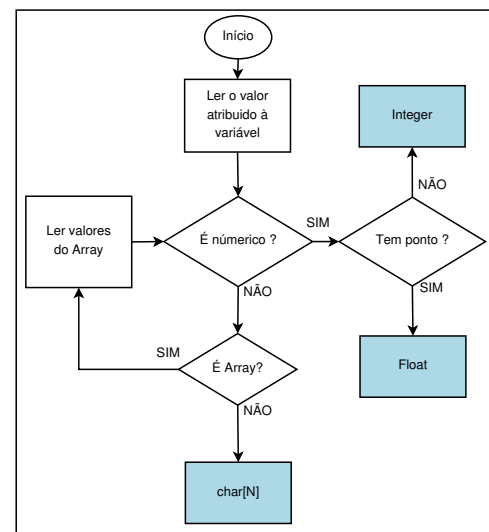 Início
Ler o valor
atribuido à
variável
Integer
NÃO
Ler valores
do Array
É númerico ?
SIM
Tem ponto ?
NÃO
SIM
SIM
É Array?
Float
NÃO
char[N]